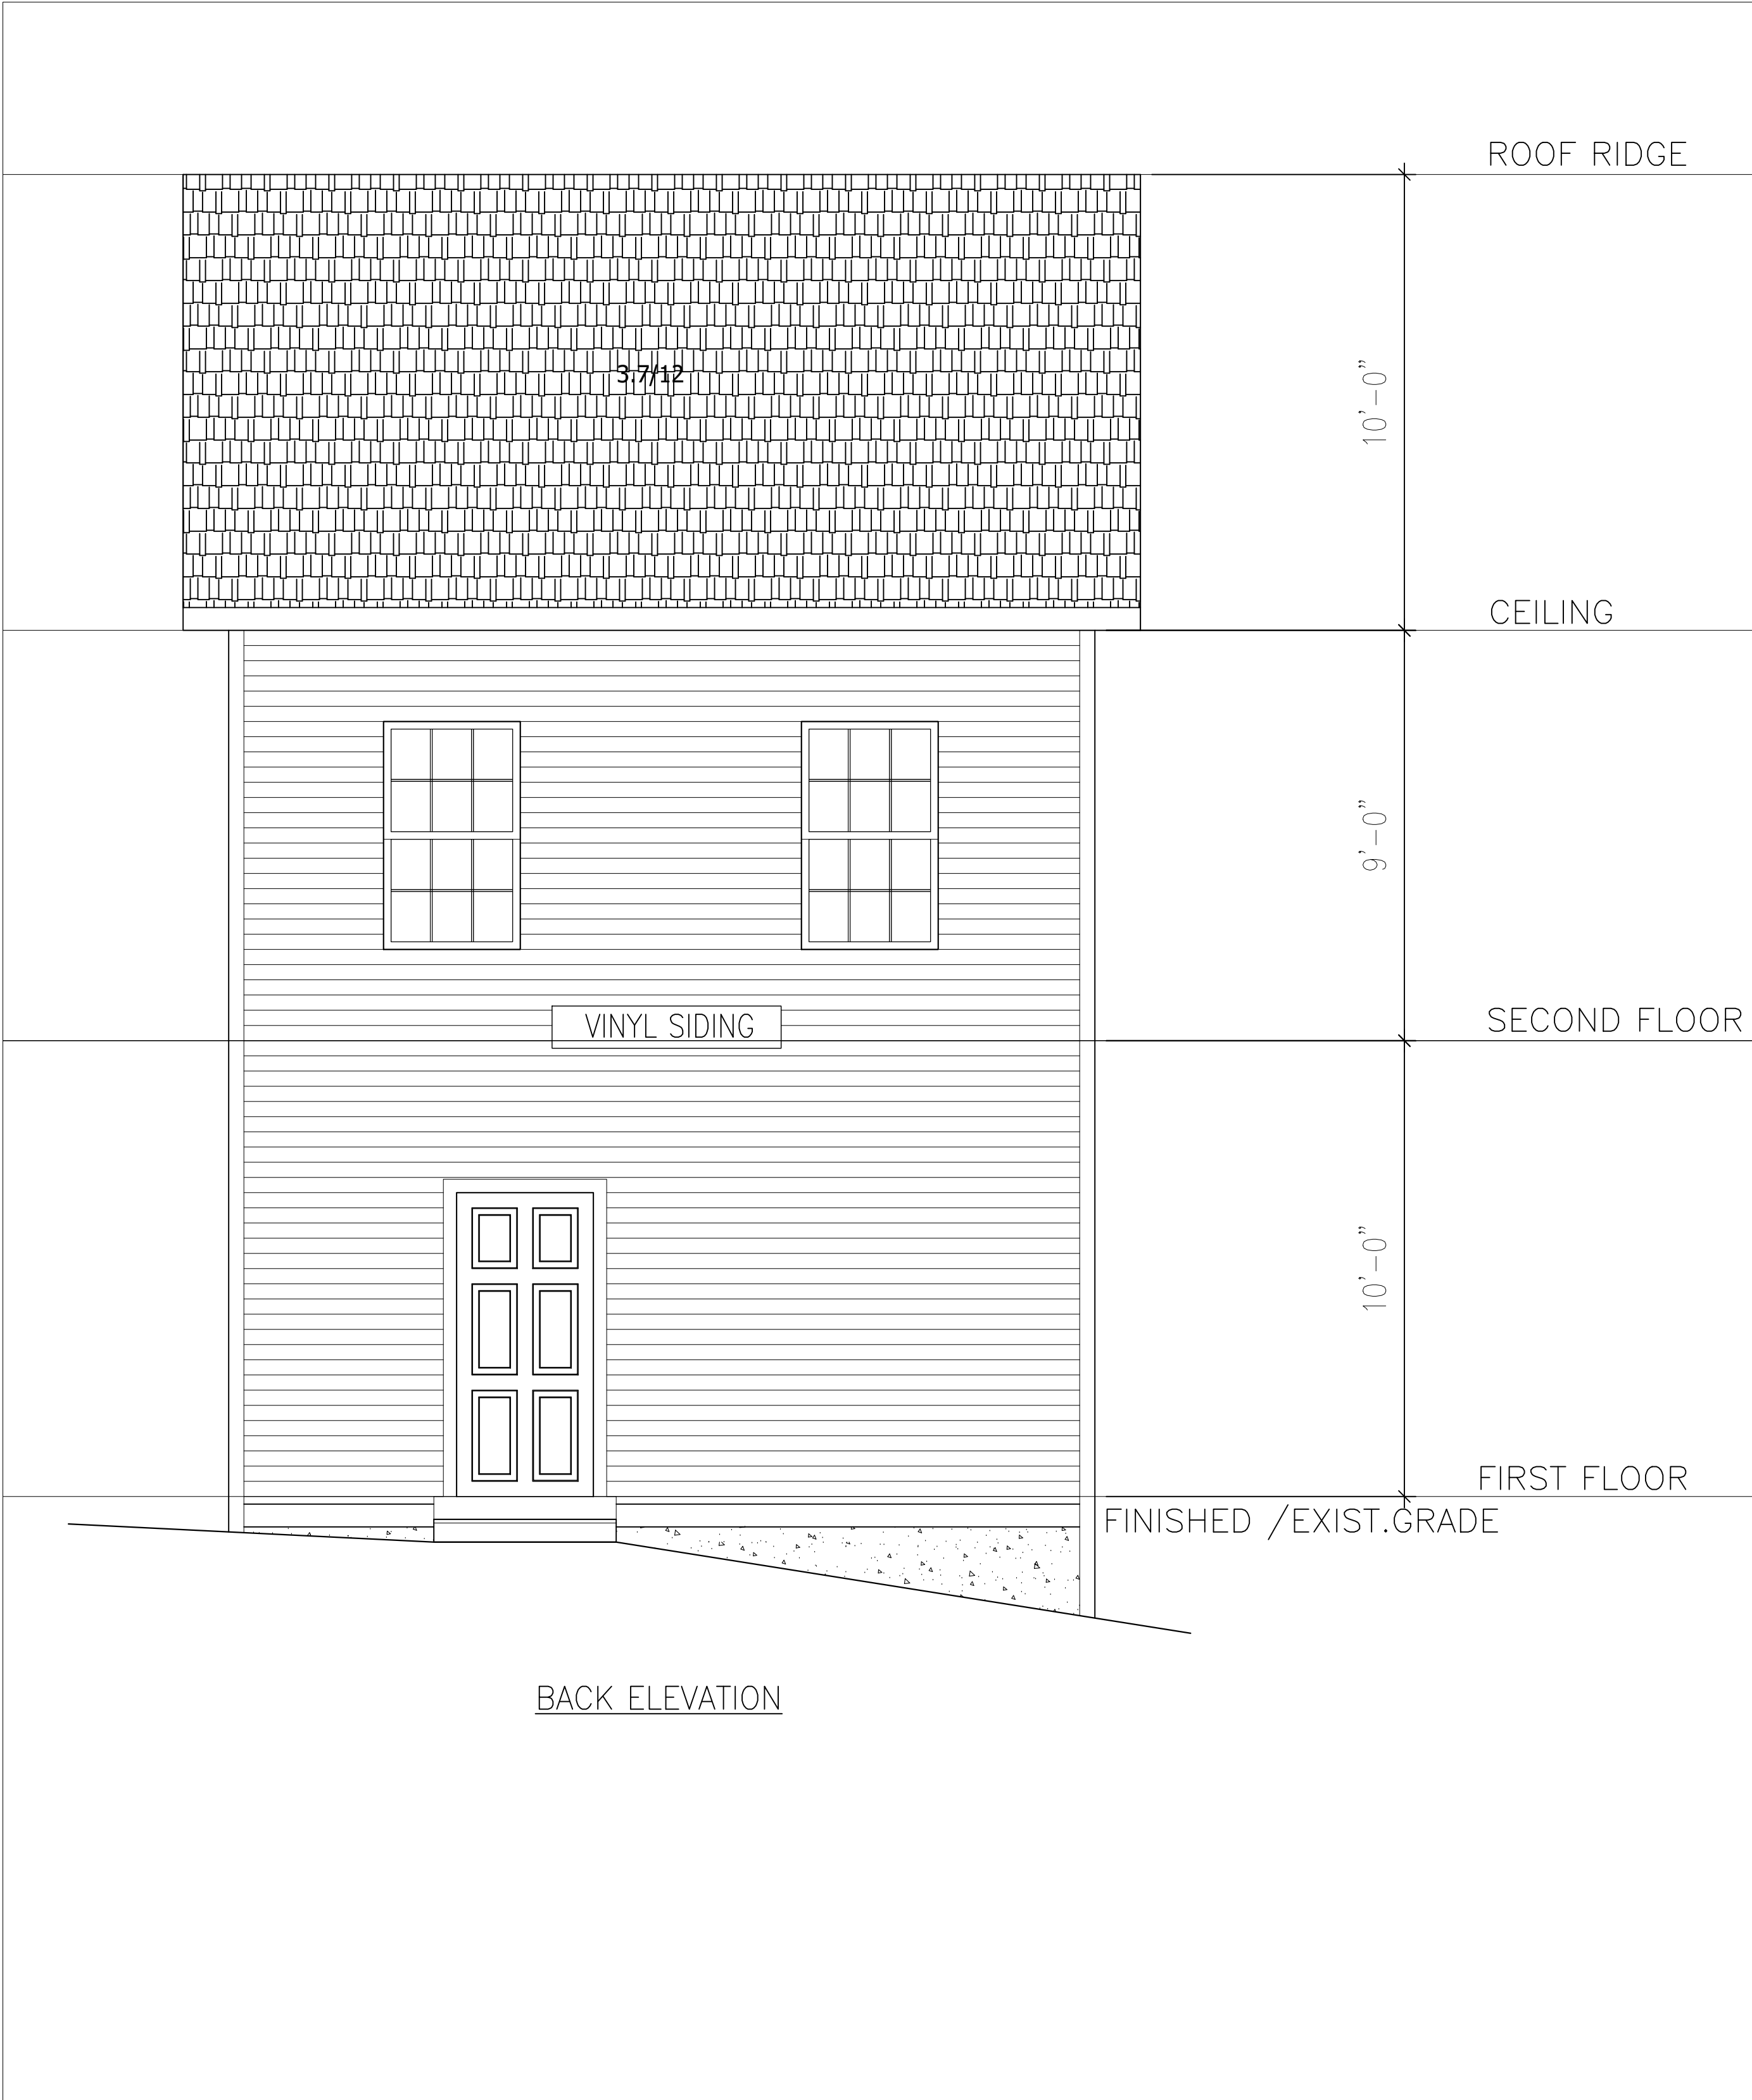 ROOF RIDGE
3.7/12
10'-0"
CEILING
9'-0"
SECOND FLOOR
VINYL SIDING
10'-0"
FIRST FLOOR
FINISHED /EXIST.GRADE
BACK ELEVATION